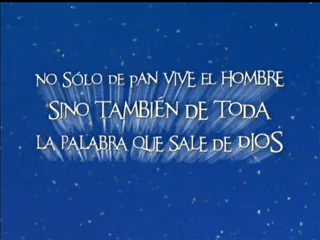 NO SÓLO DE PAN VIVE EL HOMBRE
SINO TAMBIÉN DE TODA
LA PALABRA QUE SALE DE DIOS